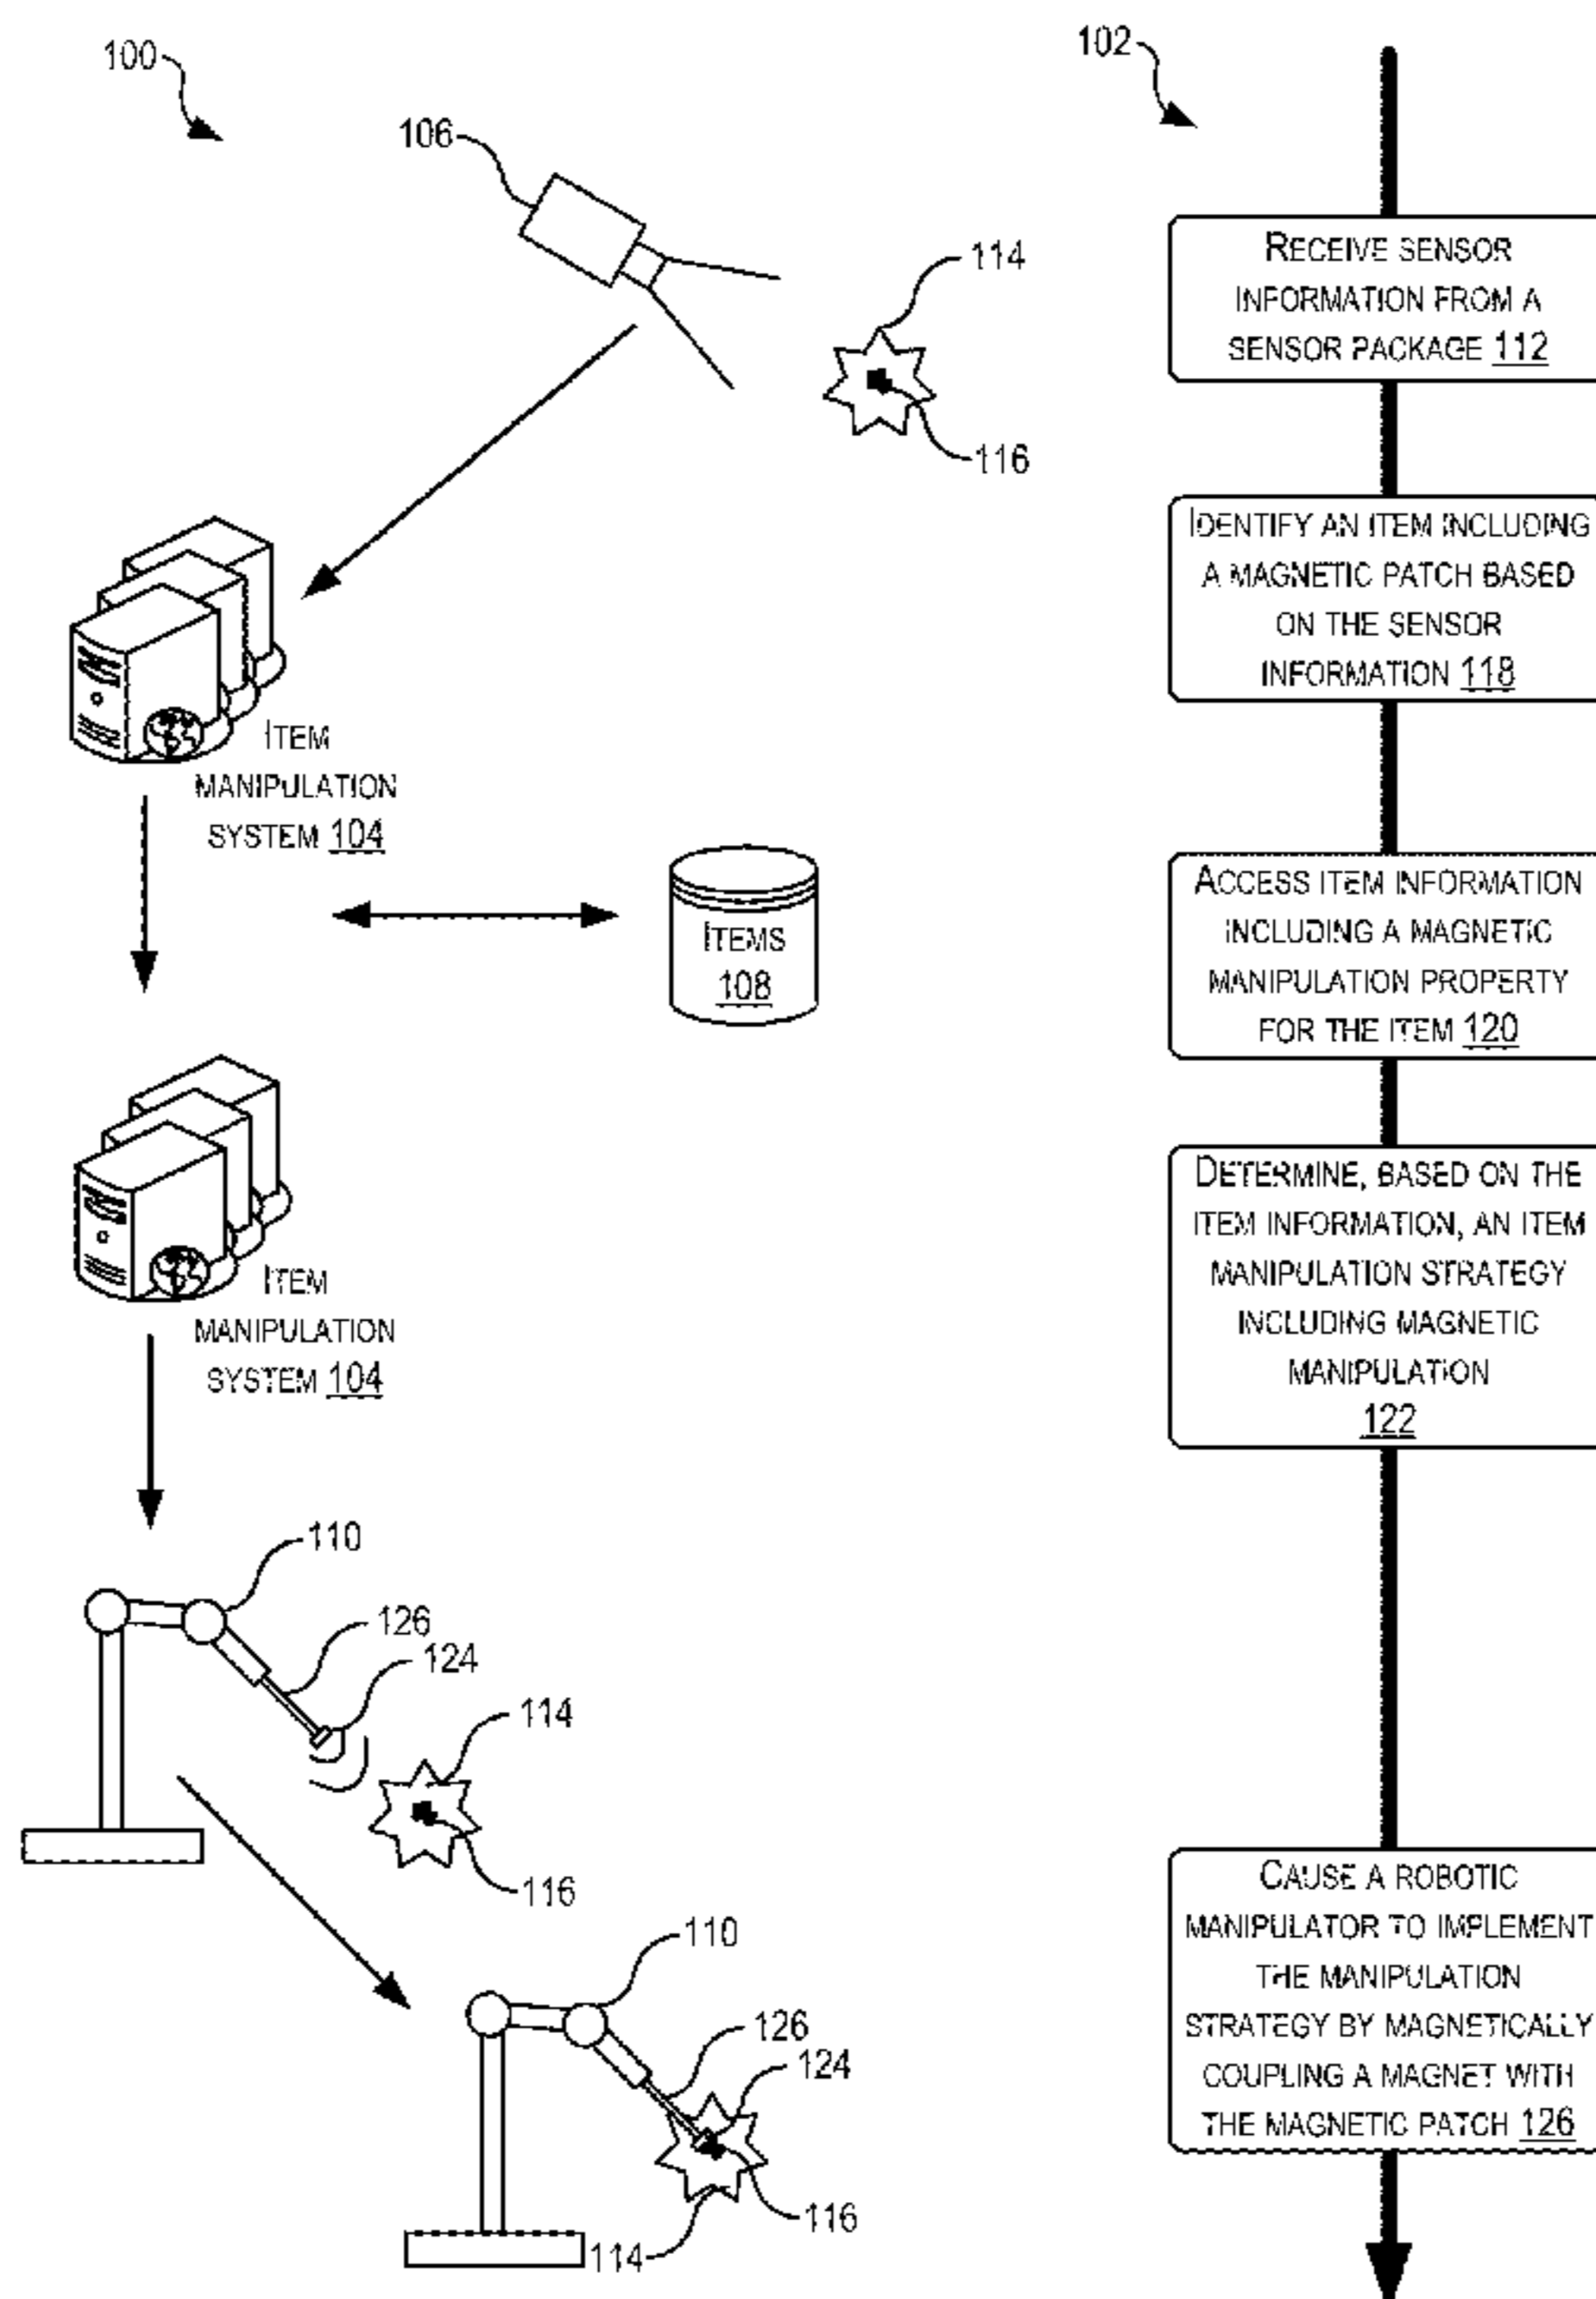 100
106
114
116
ITEM
MANIPULATION
SYSTEM 104
ITEMS
108
ITEM
MANIPULATION
SYSTEM 104
110
126
124
114
116
110
126
124
116
114
102
RECEIVE SENSOR
INFORMATION FROM A
SENSOR PACKAGE 112
IDENTIFY AN ITEM INCLUDING
A MAGNETIC PATCH BASED
ON THE SENSOR
INFORMATION 118
ACCESS ITEM INFORMATION
INCLUDING A MAGNETIC
MANIPULATION PROPERTY
FOR THE ITEM 120
DETERMINE, BASED ON THE
ITEM INFORMATION, AN ITEM
MANIPULATION STRATEGY
INCLUDING MAGNETIC
MANIPULATION
122
CAUSE A ROBOTIC
MANIPULATOR TO IMPLEMENT
THE MANIPULATION
STRATEGY BY MAGNETICALLY
COUPLING A MAGNET WITH
THE MAGNETIC PATCH 126